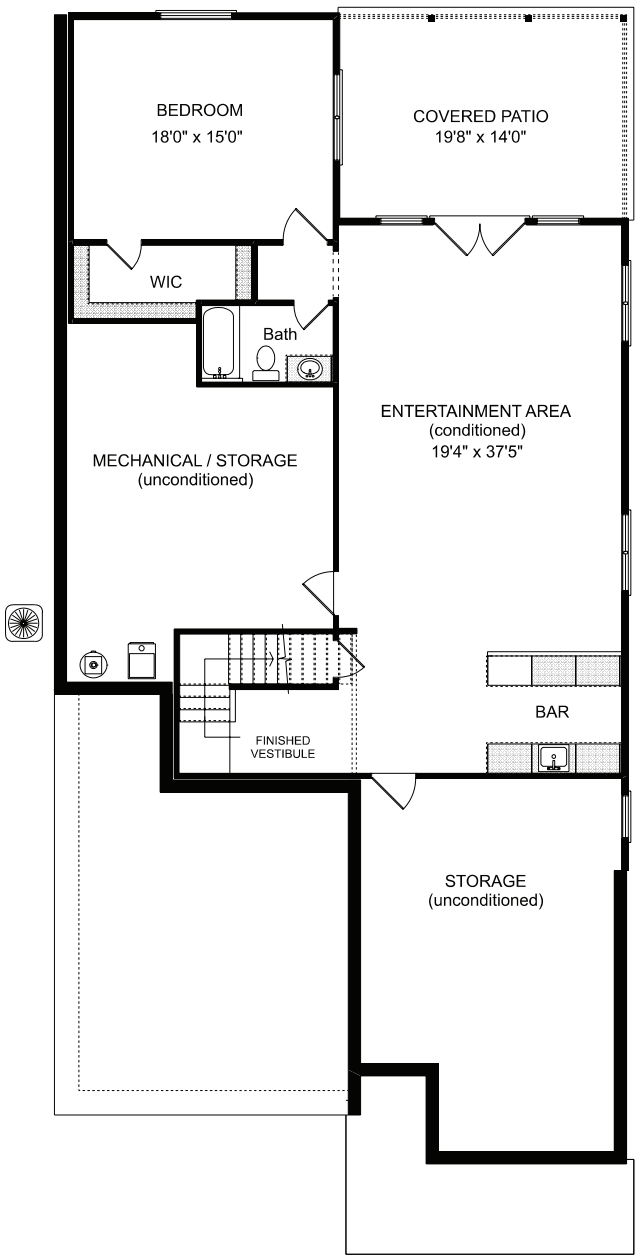 BEDROOM
18'0" x 15'0"
COVERED PATIO
19'8" x 14'0"
WIC
Bath
ENTERTAINMENT AREA
(conditioned)
19'4" x 37'5"
MECHANICAL / STORAGE
(unconditioned)
BAR
FINISHED
VESTIBULE
STORAGE
(unconditioned)